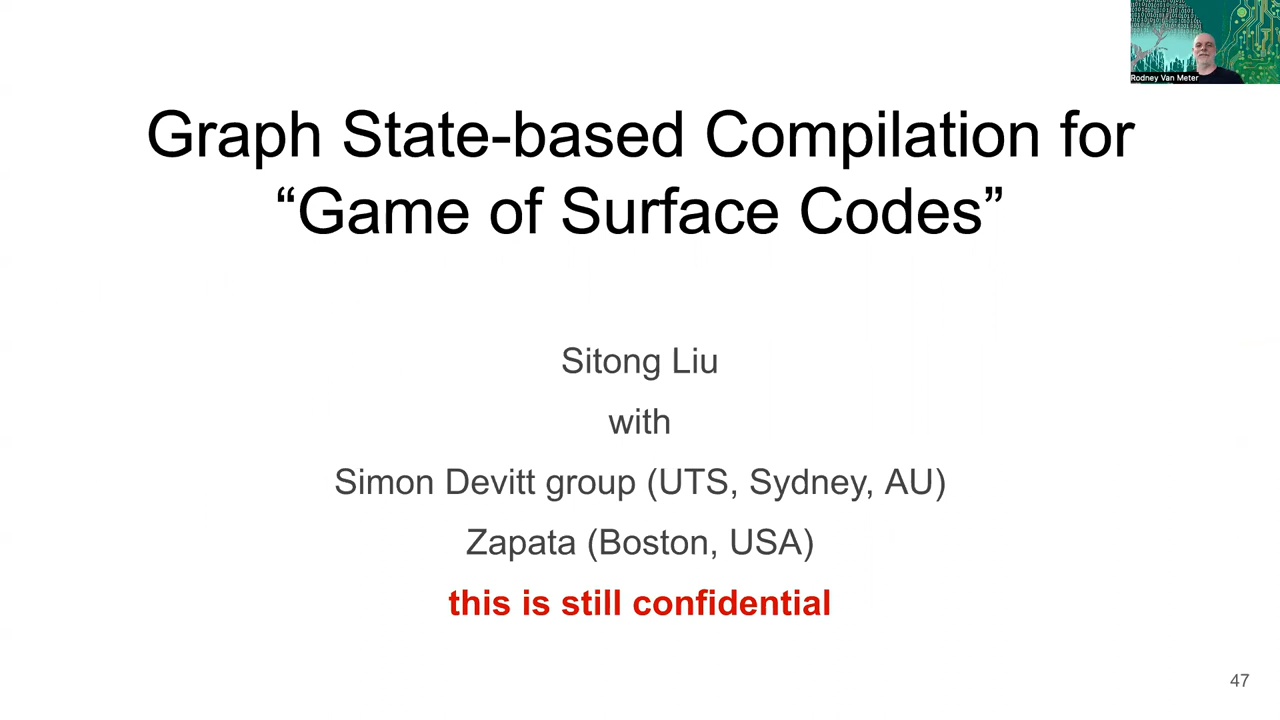 Rodney Van Meter
Graph State-based Compilation for
“Game of Surface Codes”
Sitong Liu
with
Simon Devitt group (UTS, Sydney, AU)
Zapata (Boston, USA)
this is still confidential
47